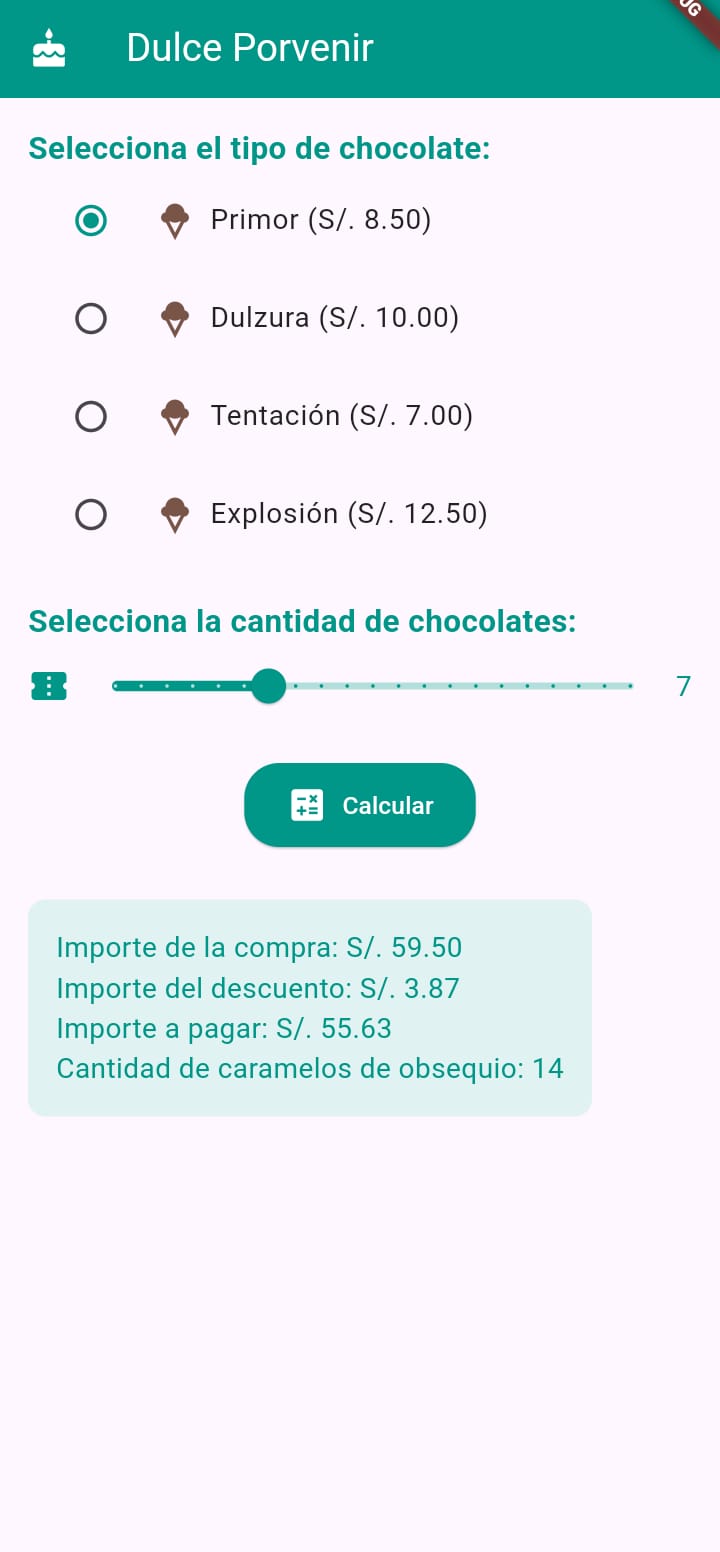 Dulce Porvenir
Selecciona el tipo de chocolate:
Primor (S/. 8.50)
Dulzura (S/. 10.00)
Tentación (S/. 7.00)
Explosión (S/. 12.50)
Selecciona la cantidad de chocolates:
7
Calcular
Importe de la compra: S/. 59.50
Importe del descuento: S/. 3.87
Importe a pagar: S/. 55.63
Cantidad de caramelos de obsequio: 14